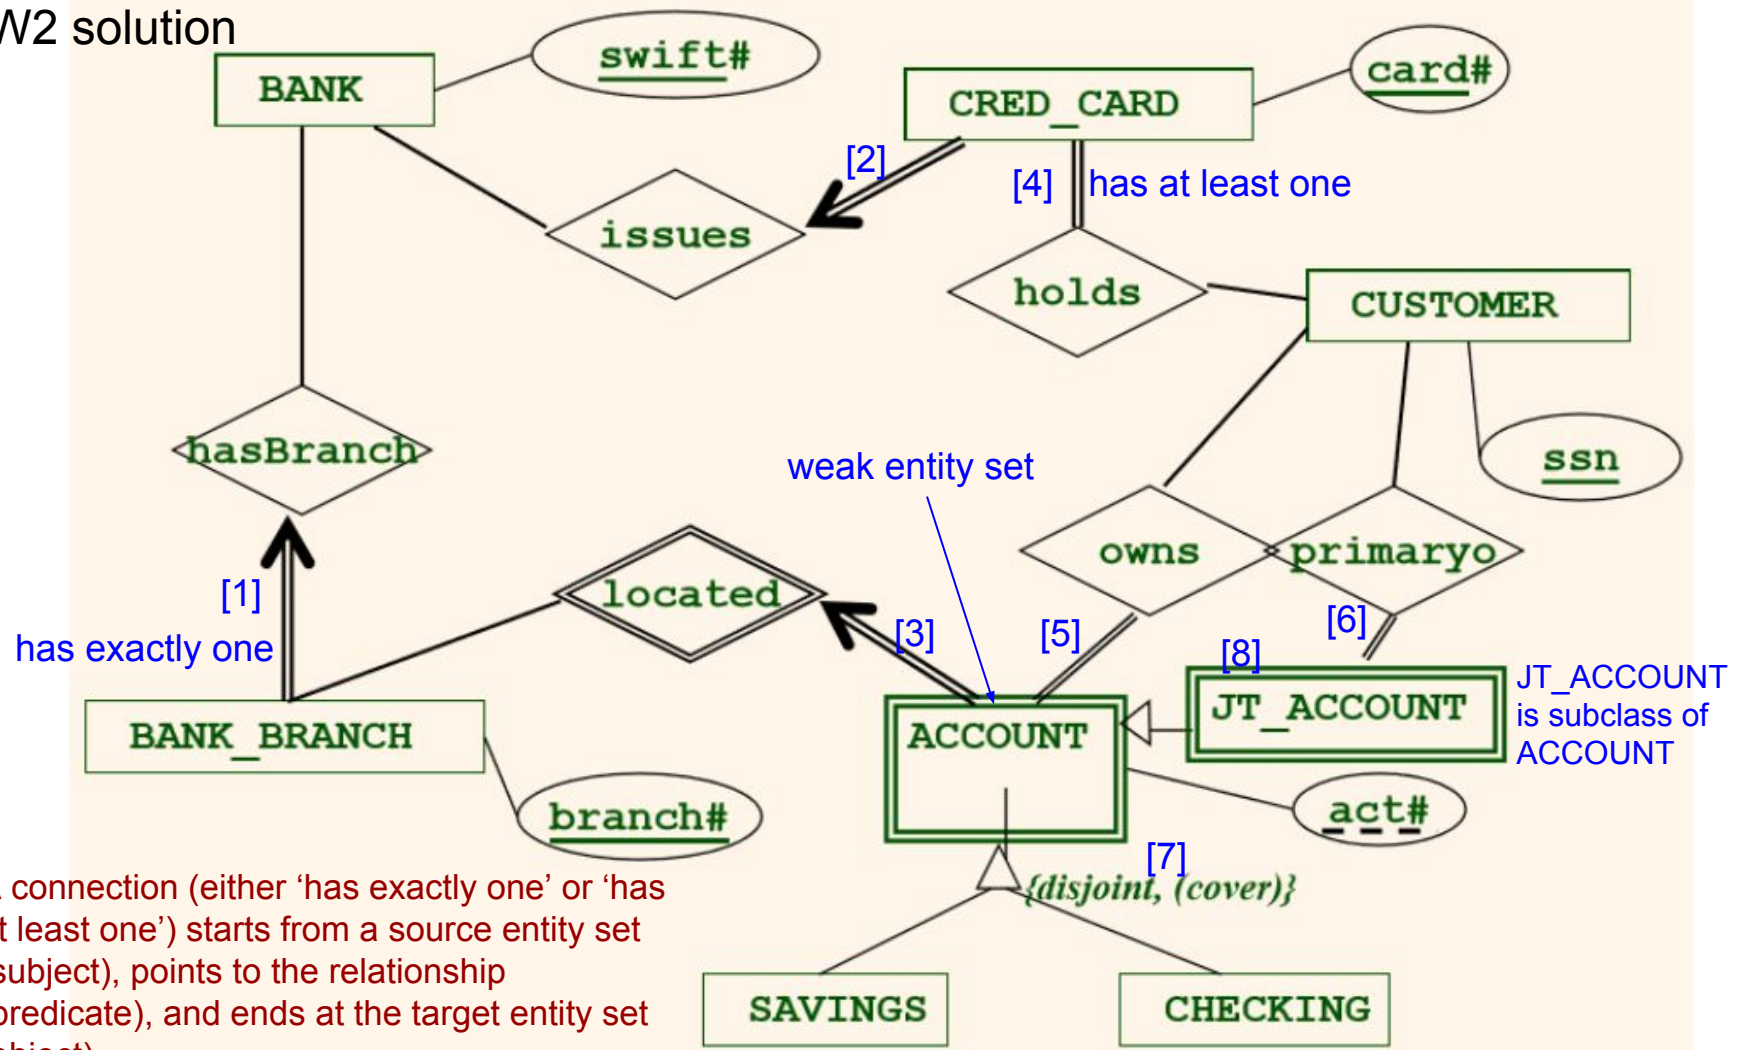 W2 solution
BANK
swift#
CRED_CARD
card#
[2]
[4]
has at least one
issues
holds
CUSTOMER
hasBranch
ssn
weak entity set
owns
primaryo
located
[1]
has exactly one
[3]
[5]
[6]
[8]
JT_ACCOUNT
JT_ACCOUNT
is subclass of
ACCOUNT
BANK_BRANCH
ACCOUNT
branch#
act#
[7]
{disjoint, (cover)}
connection (either ‘has exactly one’ or ‘has
t least one’) starts from a source entity set
subject), points to the relationship
predicate), and ends at the target entity set
SAVINGS
CHECKING